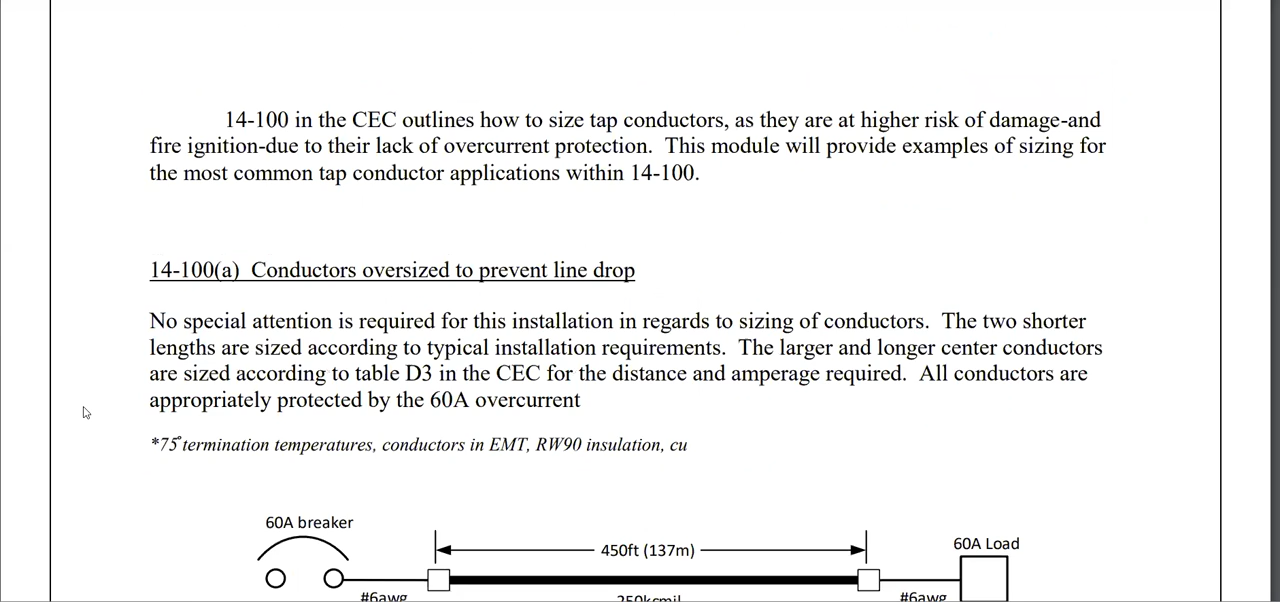 14-100 in the CEC outlines how to size tap conductors, as they are at higher risk of damage-and
fire ignition-due to their lack of overcurrent protection.  This module will provide examples of sizing for
the most common tap conductor applications within 14-100.
14-100(a)  Conductors oversized to prevent line drop
No special attention is required for this installation in regards to sizing of conductors.  The two shorter
lengths are sized according to typical installation requirements.  The larger and longer center conductors
are sized according to table D3 in the CEC for the distance and amperage required.  All conductors are
appropriately protected by the 60A overcurrent
*75° termination temperatures, conductors in EMT, RW90 insulation, cu
60A breaker
450ft (137m)
60A Load
#6awg
250kcmil
#6awg